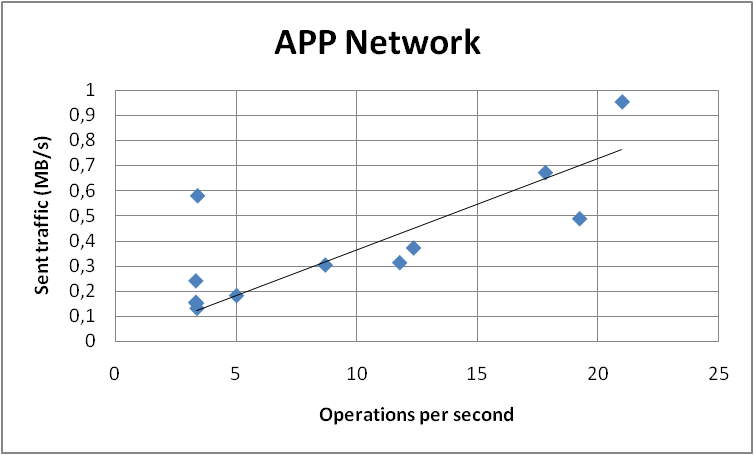 APP Network
Sent traffic (MB/s)
1
0,9
0,8
0,7
0,6
0,5
0,4
0,3
0,2
0,1
0
0 5 10 15 20 25
Operations per second